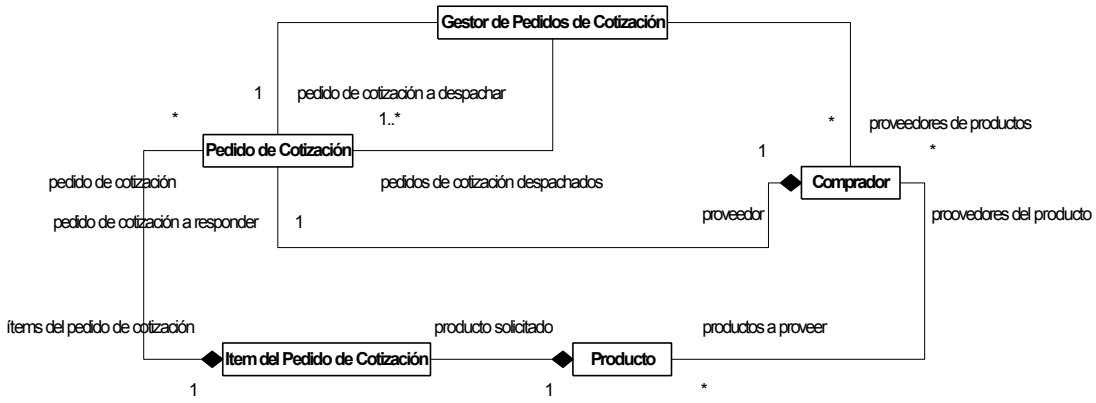 Gestor de Pedidos de Cotización
1 pedido de cotización a despachar
* 1..* * proveedores de productos
Pedido de Cotización 1 *
pedido de cotización pedidos de cotización despachados Comprador
pedido de cotización a responder 1 proveedor proovedores del producto
ítems del pedido de cotización producto solicitado productos a proveer
Item del Pedido de Cotización Producto
1 1 *